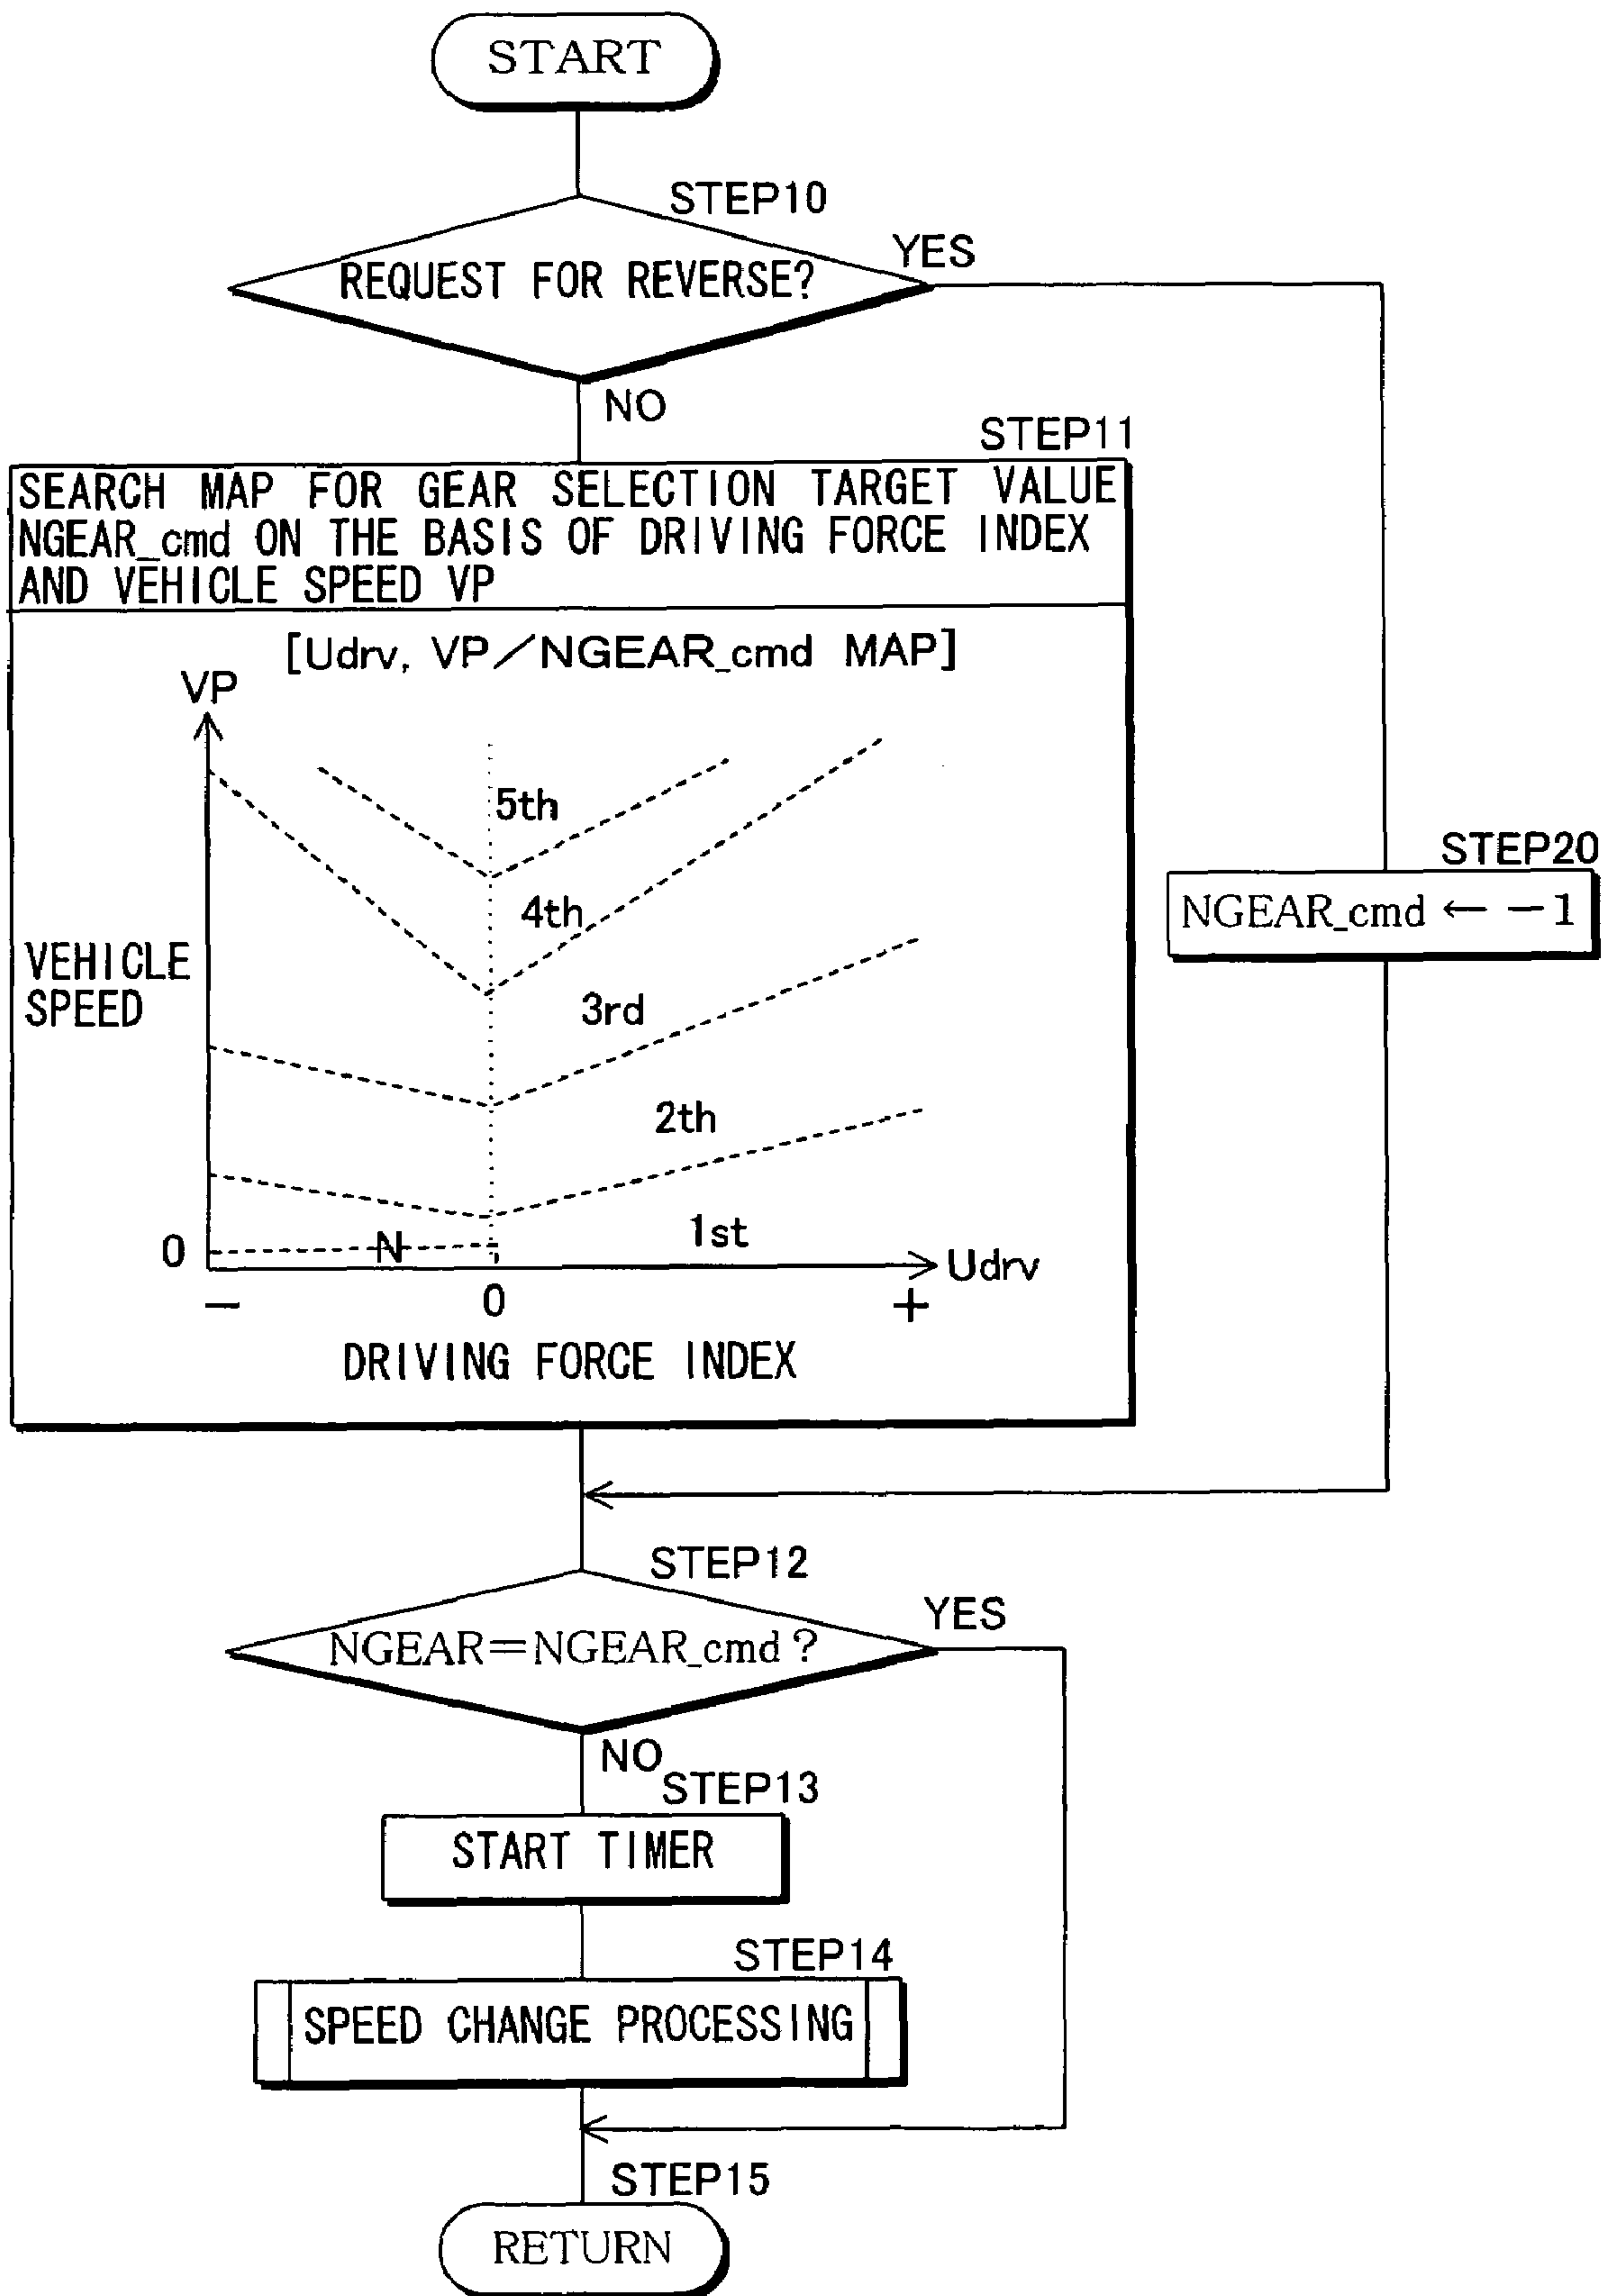 START
STEP10
REQUEST FOR REVERSE?
YES
NO
STEP11
SEARCH MAP FOR GEAR SELECTION TARGET VALUE
NGEAR_cmd ON THE BASIS OF DRIVING FORCE INDEX
AND VEHICLE SPEED VP
[Udrv, VP/NGEAR_cmd MAP]
VP
5th
4th
VEHICLE
SPEED
3rd
2th
1st
N
0
Udrv
−
0
+
DRIVING FORCE INDEX
STEP20
NGEAR_cmd ← −1
STEP12
NGEAR=NGEAR_cmd?
YES
NO
STEP13
START TIMER
STEP14
SPEED CHANGE PROCESSING
STEP15
RETURN